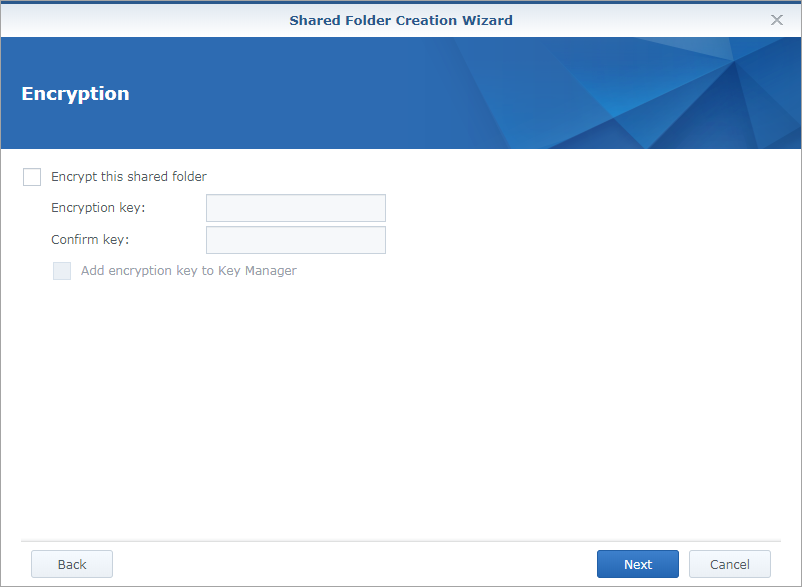 Shared Folder Creation Wizard
Encryption
Encrypt this shared folder
Encryption key:
Confirm key:
Add encryption key to Key Manager
Back Next Cancel